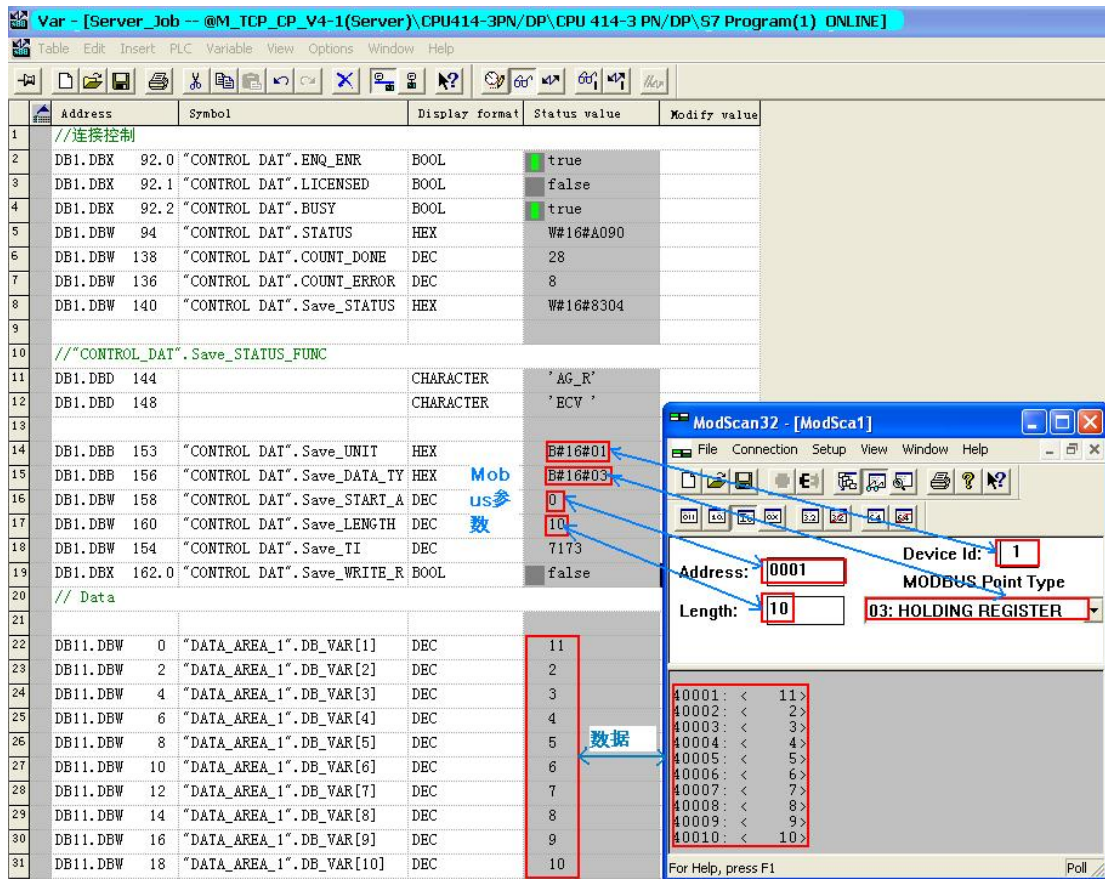 Var - [Server_Job -- @M_TCP_CP_V4-1(Server)\CPU414-3PN/DP\CPU 414-3 PN/DP\S7 Program(1) ONLINE]
Table Edit Insert PLC Variable View Options Window Help
Address Symbol Display format Status value Modify value
1 //连接控制
2 DB1.DBX 92.0 "CONTROL DAT".ENQ_ENR BOOL true
3 DB1.DBX 92.1 "CONTROL DAT".LICENSED BOOL false
4 DB1.DBX 92.2 "CONTROL DAT".BUSY BOOL true
5 DB1.DBW 94 "CONTROL DAT".STATUS HEX W#16#A090
6 DB1.DBW 138 "CONTROL DAT".COUNT_DONE DEC 28
7 DB1.DBW 136 "CONTROL DAT".COUNT_ERROR DEC 8
8 DB1.DBW 140 "CONTROL DAT".Save_STATUS HEX W#16#8304
9
10 //"CONTROL_DAT".Save_STATUS_FUNC
11 DB1.DBD 144 CHARACTER 'AG_R'
12 DB1.DBD 148 CHARACTER 'ECV '
13
14 DB1.DBB 153 "CONTROL DAT".Save_UNIT HEX B#16#01
15 DB1.DBB 156 "CONTROL DAT".Save_DATA_TY HEX B#16#03
16 DB1.DBW 158 "CONTROL DAT".Save_START_A DEC 0
17 DB1.DBW 160 "CONTROL DAT".Save_LENGTH DEC 10
18 DB1.DBW 154 "CONTROL DAT".Save_TI DEC 7173
19 DB1.DBX 162.0 "CONTROL DAT".Save_WRITE_R BOOL false
20 // Data
21
22 DB11.DBW 0 "DATA_AREA_1".DB_VAR[1] DEC 11
23 DB11.DBW 2 "DATA_AREA_1".DB_VAR[2] DEC 2
24 DB11.DBW 4 "DATA_AREA_1".DB_VAR[3] DEC 3
25 DB11.DBW 6 "DATA_AREA_1".DB_VAR[4] DEC 4
26 DB11.DBW 8 "DATA_AREA_1".DB_VAR[5] DEC 5
27 DB11.DBW 10 "DATA_AREA_1".DB_VAR[6] DEC 6
28 DB11.DBW 12 "DATA_AREA_1".DB_VAR[7] DEC 7
29 DB11.DBW 14 "DATA_AREA_1".DB_VAR[8] DEC 8
30 DB11.DBW 16 "DATA_AREA_1".DB_VAR[9] DEC 9
31 DB11.DBW 18 "DATA_AREA_1".DB_VAR[10] DEC 10
Mob
us参
数
数据
ModScan32 - [ModSca1]
File Connection Setup View Window Help
Device Id: 1
Address: 0001
MODBUS Point Type
Length: 10 03: HOLDING REGISTER
40001: < 11>
40002: < 2>
40003: < 3>
40004: < 4>
40005: < 5>
40006: < 6>
40007: < 7>
40008: < 8>
40009: < 9>
40010: < 10>
For Help, press F1 Poll